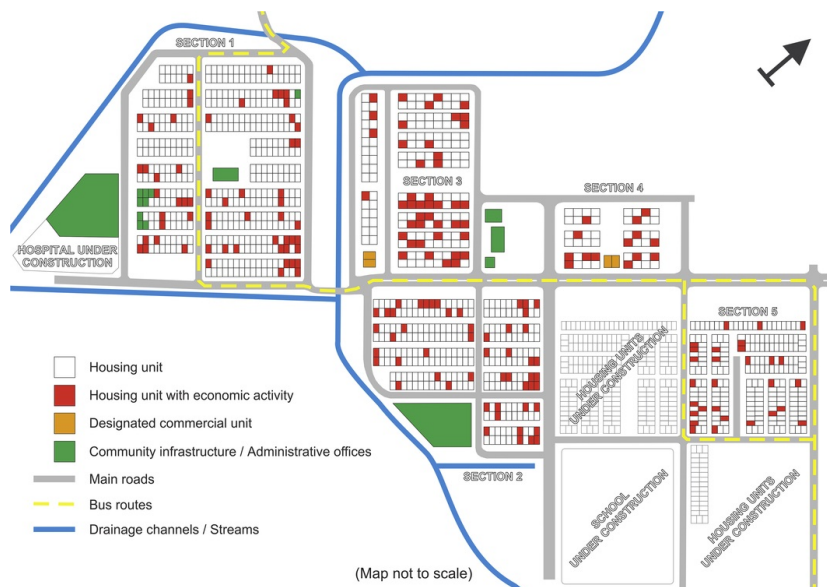 SECTION 1
SECTION 3
SECTION 4
HOSPITAL UNDER
CONSTRUCTION
SECTION 5
HOUSING UNITS
UNDER CONSTRUCTION
Housing unit
Housing unit with economic activity
Designated commercial unit
Community infrastructure / Administrative offices
Main roads
Bus routes
Drainage channels / Streams
SECTION 2
SCHOOL
UNDER CONSTRUCTION
HOUSING UNITS
UNDER CONSTRUCTION
(Map not to scale)